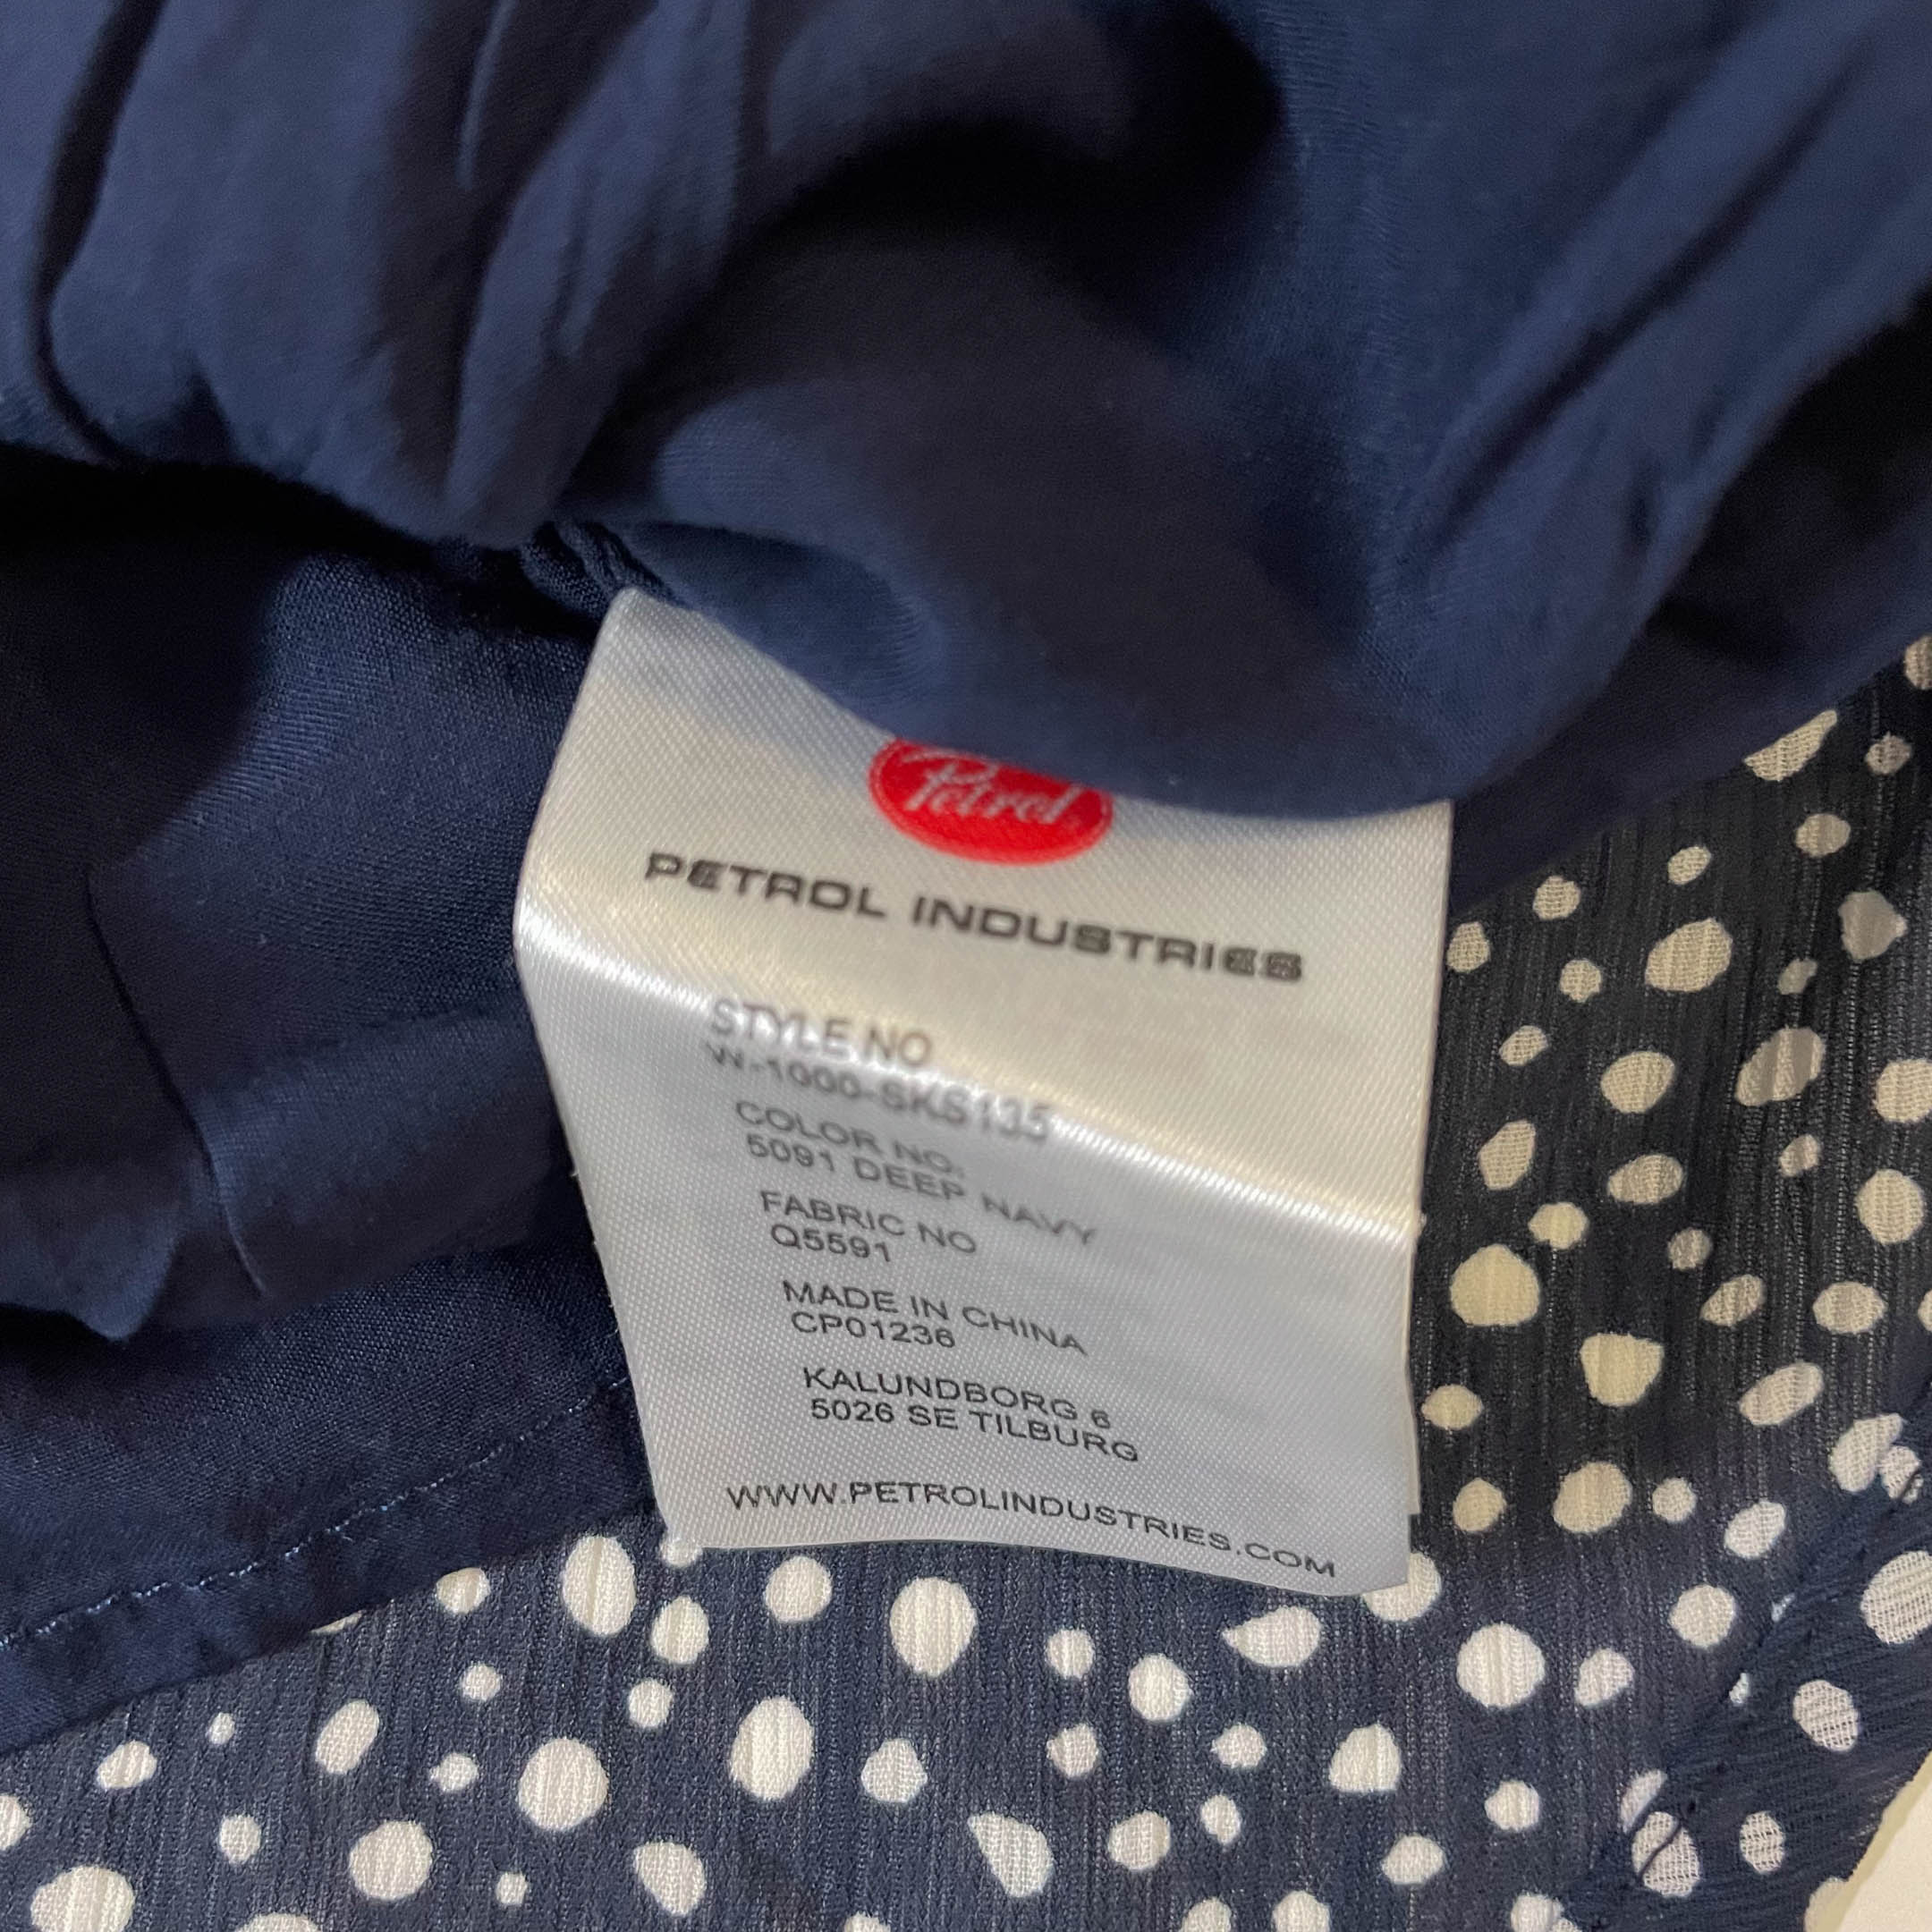 Petrol
PETROL INDUSTRIES
STYLE NO
W-1000-SKS135
COLOR NO.
5091 DEEP NAVY
FABRIC NO
Q5591
MADE IN CHINA
CP01236
KALUNDBORG 6
5026 SE TILBURG
WWW.PETROLINDUSTRIES.COM